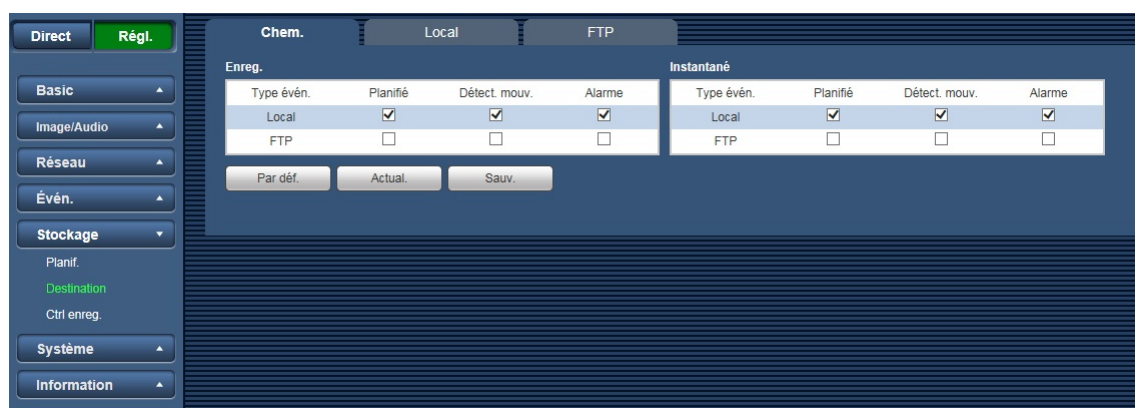 Direct Régl. Chem. Local FTP
Basic
Image/Audio
Réseau
Évén.
Stockage
Planif.
Destination
Ctrl enreg.
Système
Information
Enreg.
Type évén. Planifié Détect. mouv. Alarme
Local
FTP
Par déf. Actual. Sauv.
Instantané
Type évén. Planifié Détect. mouv. Alarme
Local
FTP